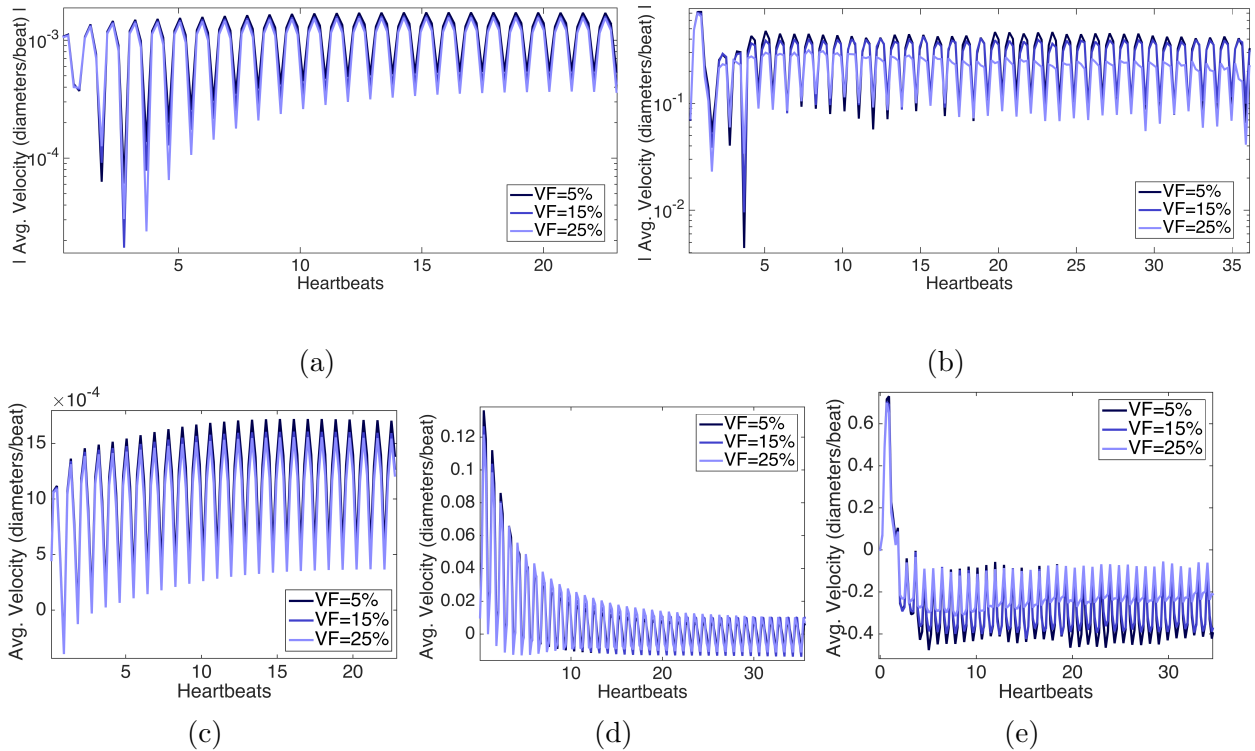 | Avg. Velocity (diameters/beat) |
10^-3
10^-4
5
10
15
20
Heartbeats
VF=5%
VF=15%
VF=25%
(a)
| Avg. Velocity (diameters/beat) |
10^-1
10^-2
5
10
15
20
25
30
35
Heartbeats
VF=5%
VF=15%
VF=25%
(b)
×10^-4
Avg. Velocity (diameters/beat)
15
10
5
0
5
10
15
20
Heartbeats
VF=5%
VF=15%
VF=25%
(c)
Avg. Velocity (diameters/beat)
0.12
0.1
0.08
0.06
0.04
0.02
0
10
20
30
Heartbeats
VF=5%
VF=15%
VF=25%
(d)
Avg. Velocity (diameters/beat)
0.6
0.4
0.2
0
-0.2
-0.4
0
10
20
30
Heartbeats
VF=5%
VF=15%
VF=25%
(e)